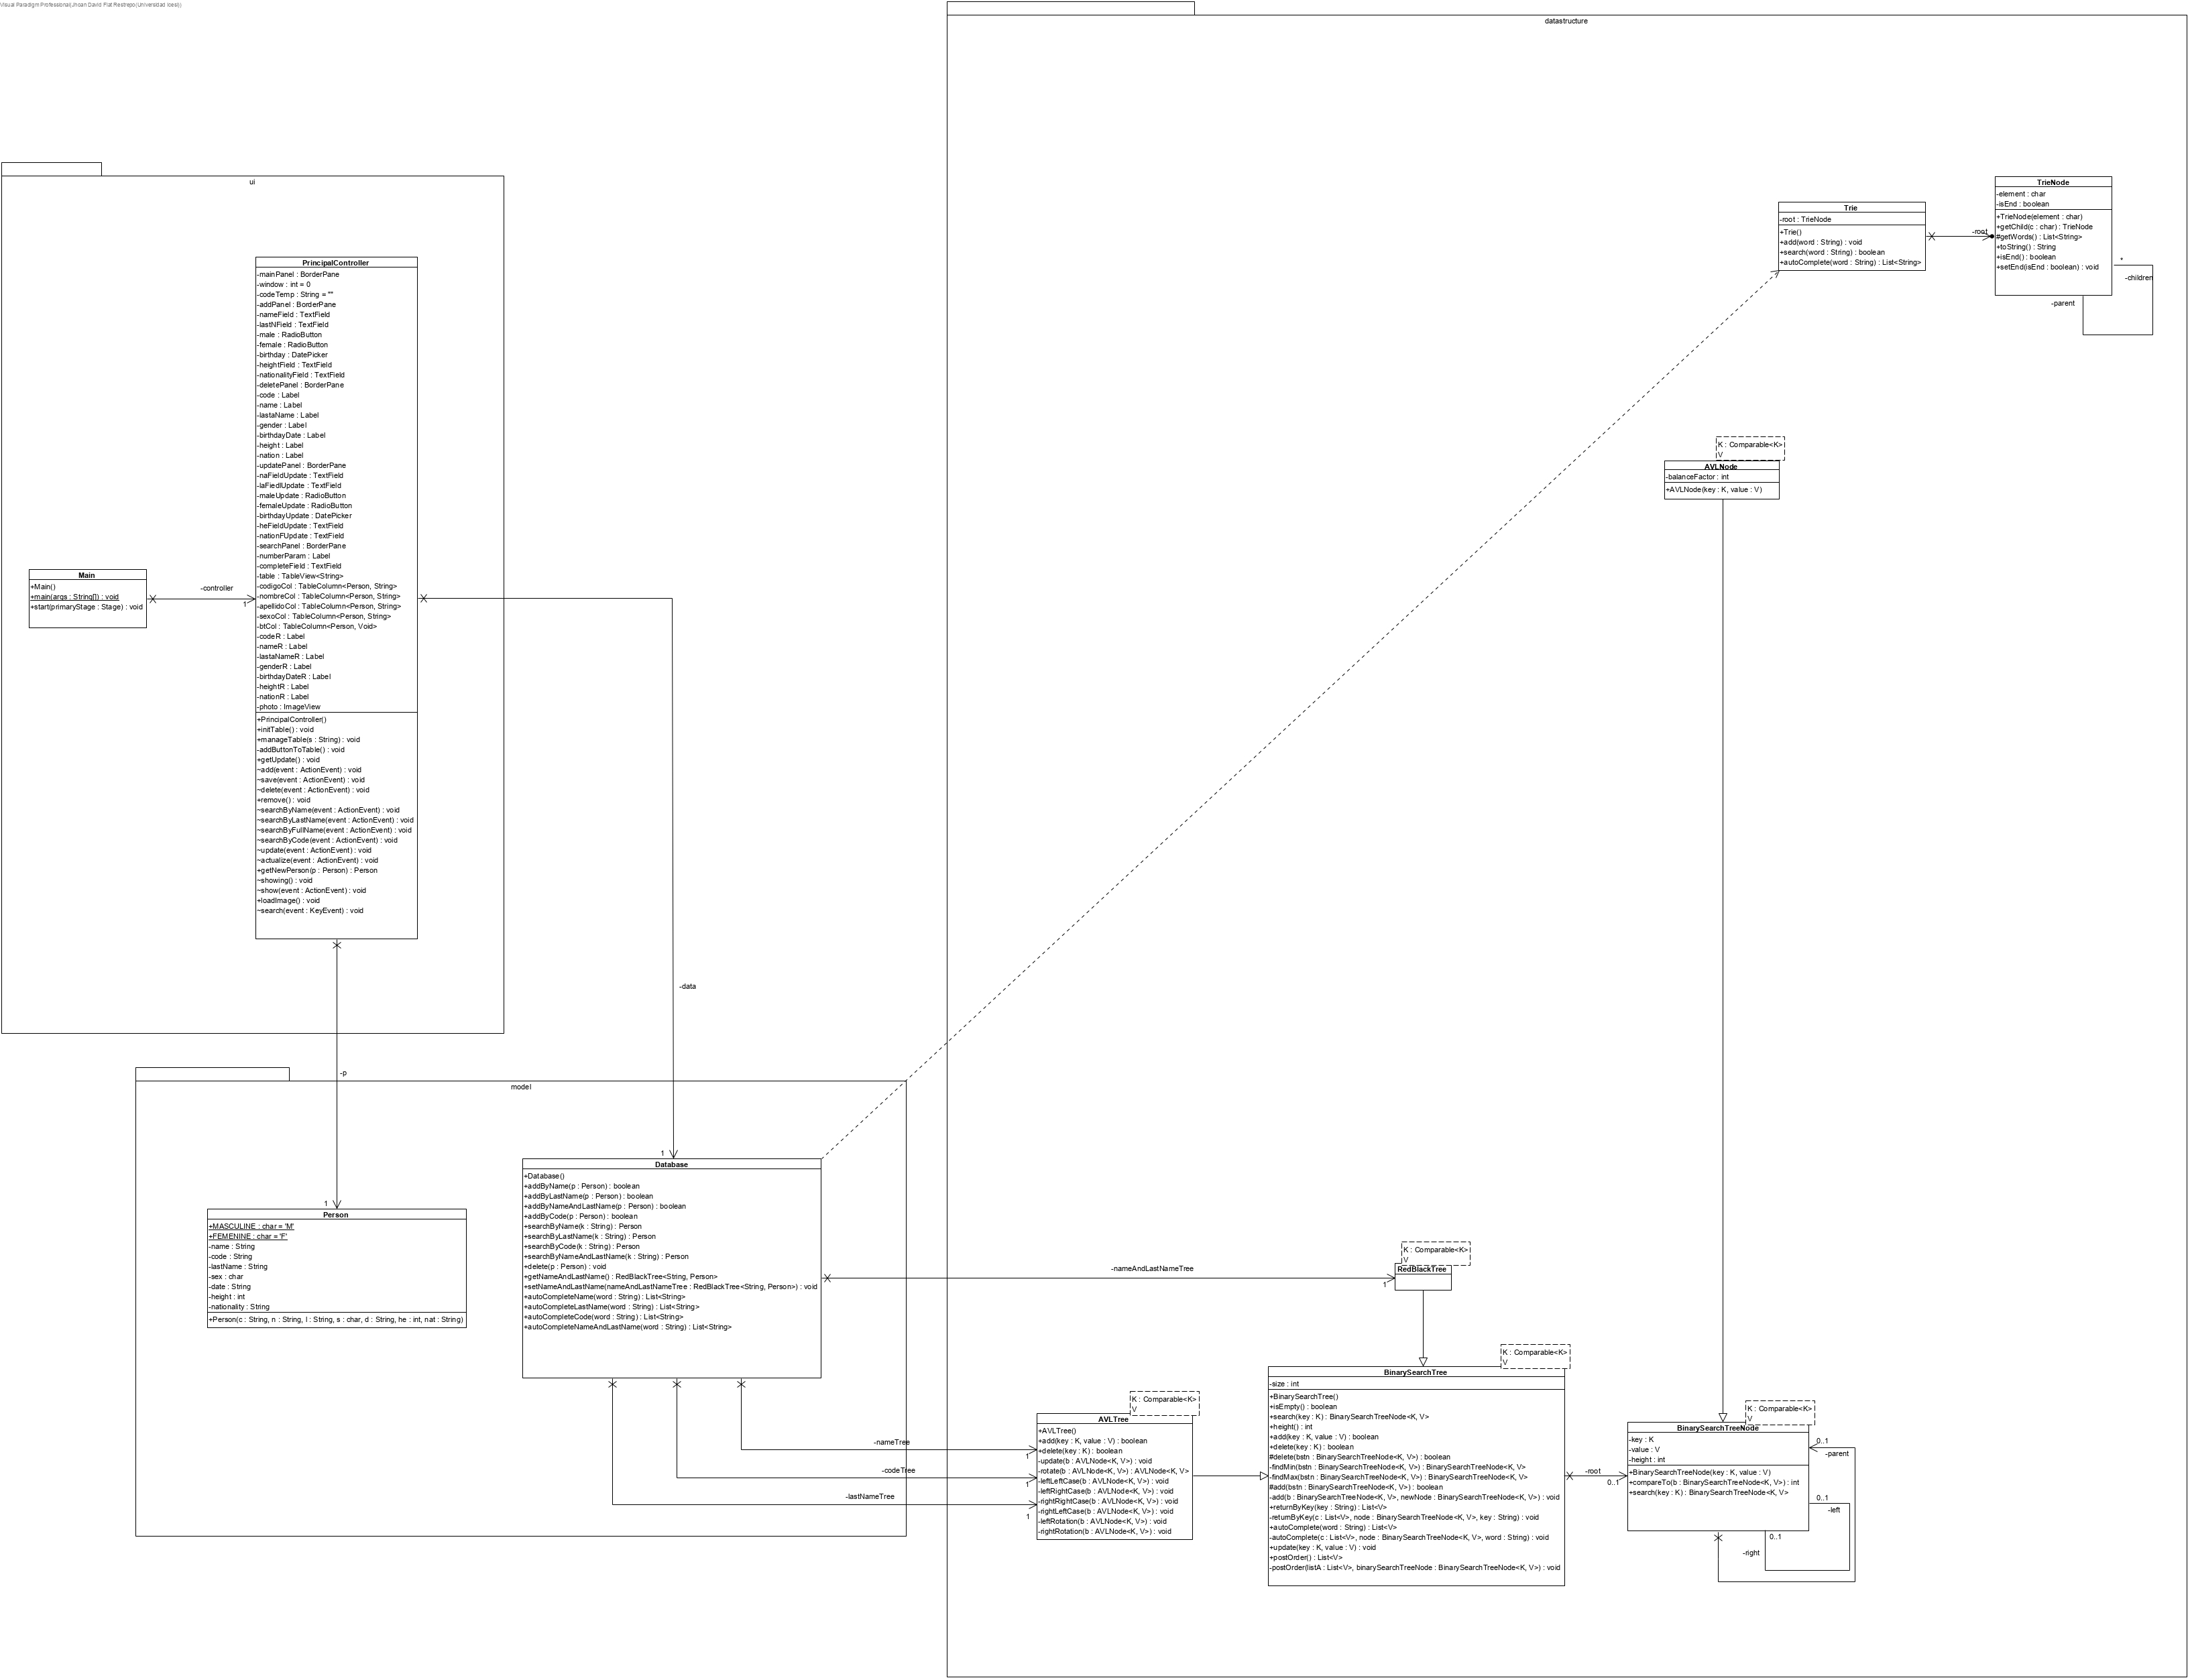 Visual Paradigm Professional(Jhoan David Fiat Restrepo(Universidad Icesi))
datastructure
ui
PrincipalController
-mainPanel : BorderPane
-window : int = 0
-codeTemp : String = ""
-addPanel : BorderPane
-nameField : TextField
-lastNField : TextField
-male : RadioButton
-female : RadioButton
-birthday : DatePicker
-heightField : TextField
-nationalityField : TextField
-deletePanel : BorderPane
-code : Label
-name : Label
-lastaName : Label
-gender : Label
-birthdayDate : Label
-height : Label
-nation : Label
-updatePanel : BorderPane
-naFieldUpdate : TextField
-laFiedlUpdate : TextField
-maleUpdate : RadioButton
-femaleUpdate : RadioButton
-birthdayUpdate : DatePicker
-heFieldUpdate : TextField
-nationFUpdate : TextField
-searchPanel : BorderPane
-numberParam : Label
-completeField : TextField
-table : TableView<String>
-codigoCol : TableColumn<Person, String>
-nombreCol : TableColumn<Person, String>
-apellidoCol : TableColumn<Person, String>
-sexoCol : TableColumn<Person, String>
-btCol : TableColumn<Person, Void>
-codeR : Label
-nameR : Label
-lastaNameR : Label
-genderR : Label
-birthdayDateR : Label
-heightR : Label
-nationR : Label
-photo : ImageView
+PrincipalController()
+initTable() : void
+manageTable(s : String) : void
-addButtonToTable() : void
+getUpdate() : void
~add(event : ActionEvent) : void
~save(event : ActionEvent) : void
~delete(event : ActionEvent) : void
+remove() : void
~searchByName(event : ActionEvent) : void
~searchByLastName(event : ActionEvent) : void
~searchByFullName(event : ActionEvent) : void
~searchByCode(event : ActionEvent) : void
~update(event : ActionEvent) : void
~actualize(event : ActionEvent) : void
+getNewPerson(p : Person) : Person
~showing() : void
~show(event : ActionEvent) : void
+loadImage() : void
~search(event : KeyEvent) : void
Main
+Main()
+main(args : String[]) : void
+start(primaryStage : Stage) : void
-controller
1
-data
1
-p
1
model
Person
+MASCULINE : char = 'M'
+FEMENINE : char = 'F'
-name : String
-code : String
-lastName : String
-sex : char
-date : String
-height : int
-nationality : String
+Person(c : String, n : String, l : String, s : char, d : String, he : int, nat : String)
Database
+Database()
+addByName(p : Person) : boolean
+addByLastName(p : Person) : boolean
+addByNameAndLastName(p : Person) : boolean
+addByCode(p : Person) : boolean
+searchByName(k : String) : Person
+searchByLastName(k : String) : Person
+searchByCode(k : String) : Person
+searchByNameAndLastName(k : String) : Person
+delete(p : Person) : void
+getNameAndLastName() : RedBlackTree<String, Person>
+setNameAndLastName(nameAndLastNameTree : RedBlackTree<String, Person>) : void
+autoCompleteName(word : String) : List<String>
+autoCompleteLastName(word : String) : List<String>
+autoCompleteCode(word : String) : List<String>
+autoCompleteNameAndLastName(word : String) : List<String>
-nameAndLastNameTree
1
-nameTree
1
-codeTree
1
-lastNameTree
1
Trie
-root : TrieNode
+Trie()
+add(word : String) : void
+search(word : String) : boolean
+autoComplete(word : String) : List<String>
-root
TrieNode
-element : char
-isEnd : boolean
+TrieNode(element : char)
+getChild(c : char) : TrieNode
#getWords() : List<String>
+toString() : String
+isEnd() : boolean
+setEnd(isEnd : boolean) : void
*
-children
-parent
K : Comparable<K>
V
AVLNode
-balanceFactor : int
+AVLNode(key : K, value : V)
K : Comparable<K>
V
RedBlackTree
K : Comparable<K>
V
AVLTree
+AVLTree()
+add(key : K, value : V) : boolean
+delete(key : K) : boolean
-update(b : AVLNode<K, V>) : void
-rotate(b : AVLNode<K, V>) : AVLNode<K, V>
-leftLeftCase(b : AVLNode<K, V>) : void
-leftRightCase(b : AVLNode<K, V>) : void
-rightRightCase(b : AVLNode<K, V>) : void
-rightLeftCase(b : AVLNode<K, V>) : void
-leftRotation(b : AVLNode<K, V>) : void
-rightRotation(b : AVLNode<K, V>) : void
K : Comparable<K>
V
BinarySearchTree
-size : int
+BinarySearchTree()
+isEmpty() : boolean
+search(key : K) : BinarySearchTreeNode<K, V>
+height() : int
+add(key : K, value : V) : boolean
+delete(key : K) : boolean
#delete(bstn : BinarySearchTreeNode<K, V>) : boolean
-findMin(bstn : BinarySearchTreeNode<K, V>) : BinarySearchTreeNode<K, V>
-findMax(bstn : BinarySearchTreeNode<K, V>) : BinarySearchTreeNode<K, V>
#add(bstn : BinarySearchTreeNode<K, V>) : boolean
-add(b : BinarySearchTreeNode<K, V>, newNode : BinarySearchTreeNode<K, V>) : void
+returnByKey(key : String) : List<V>
-returnByKey(c : List<V>, node : BinarySearchTreeNode<K, V>, key : String) : void
+autoComplete(word : String) : List<V>
-autoComplete(c : List<V>, node : BinarySearchTreeNode<K, V>, word : String) : void
+update(key : K, value : V) : void
+postOrder() : List<V>
-postOrder(listA : List<V>, binarySearchTreeNode : BinarySearchTreeNode<K, V>) : void
-root
0..1
K : Comparable<K>
V
BinarySearchTreeNode
-key : K
-value : V
-height : int
+BinarySearchTreeNode(key : K, value : V)
+compareTo(b : BinarySearchTreeNode<K, V>) : int
+search(key : K) : BinarySearchTreeNode<K, V>
0..1
-parent
0..1
-left
0..1
-right